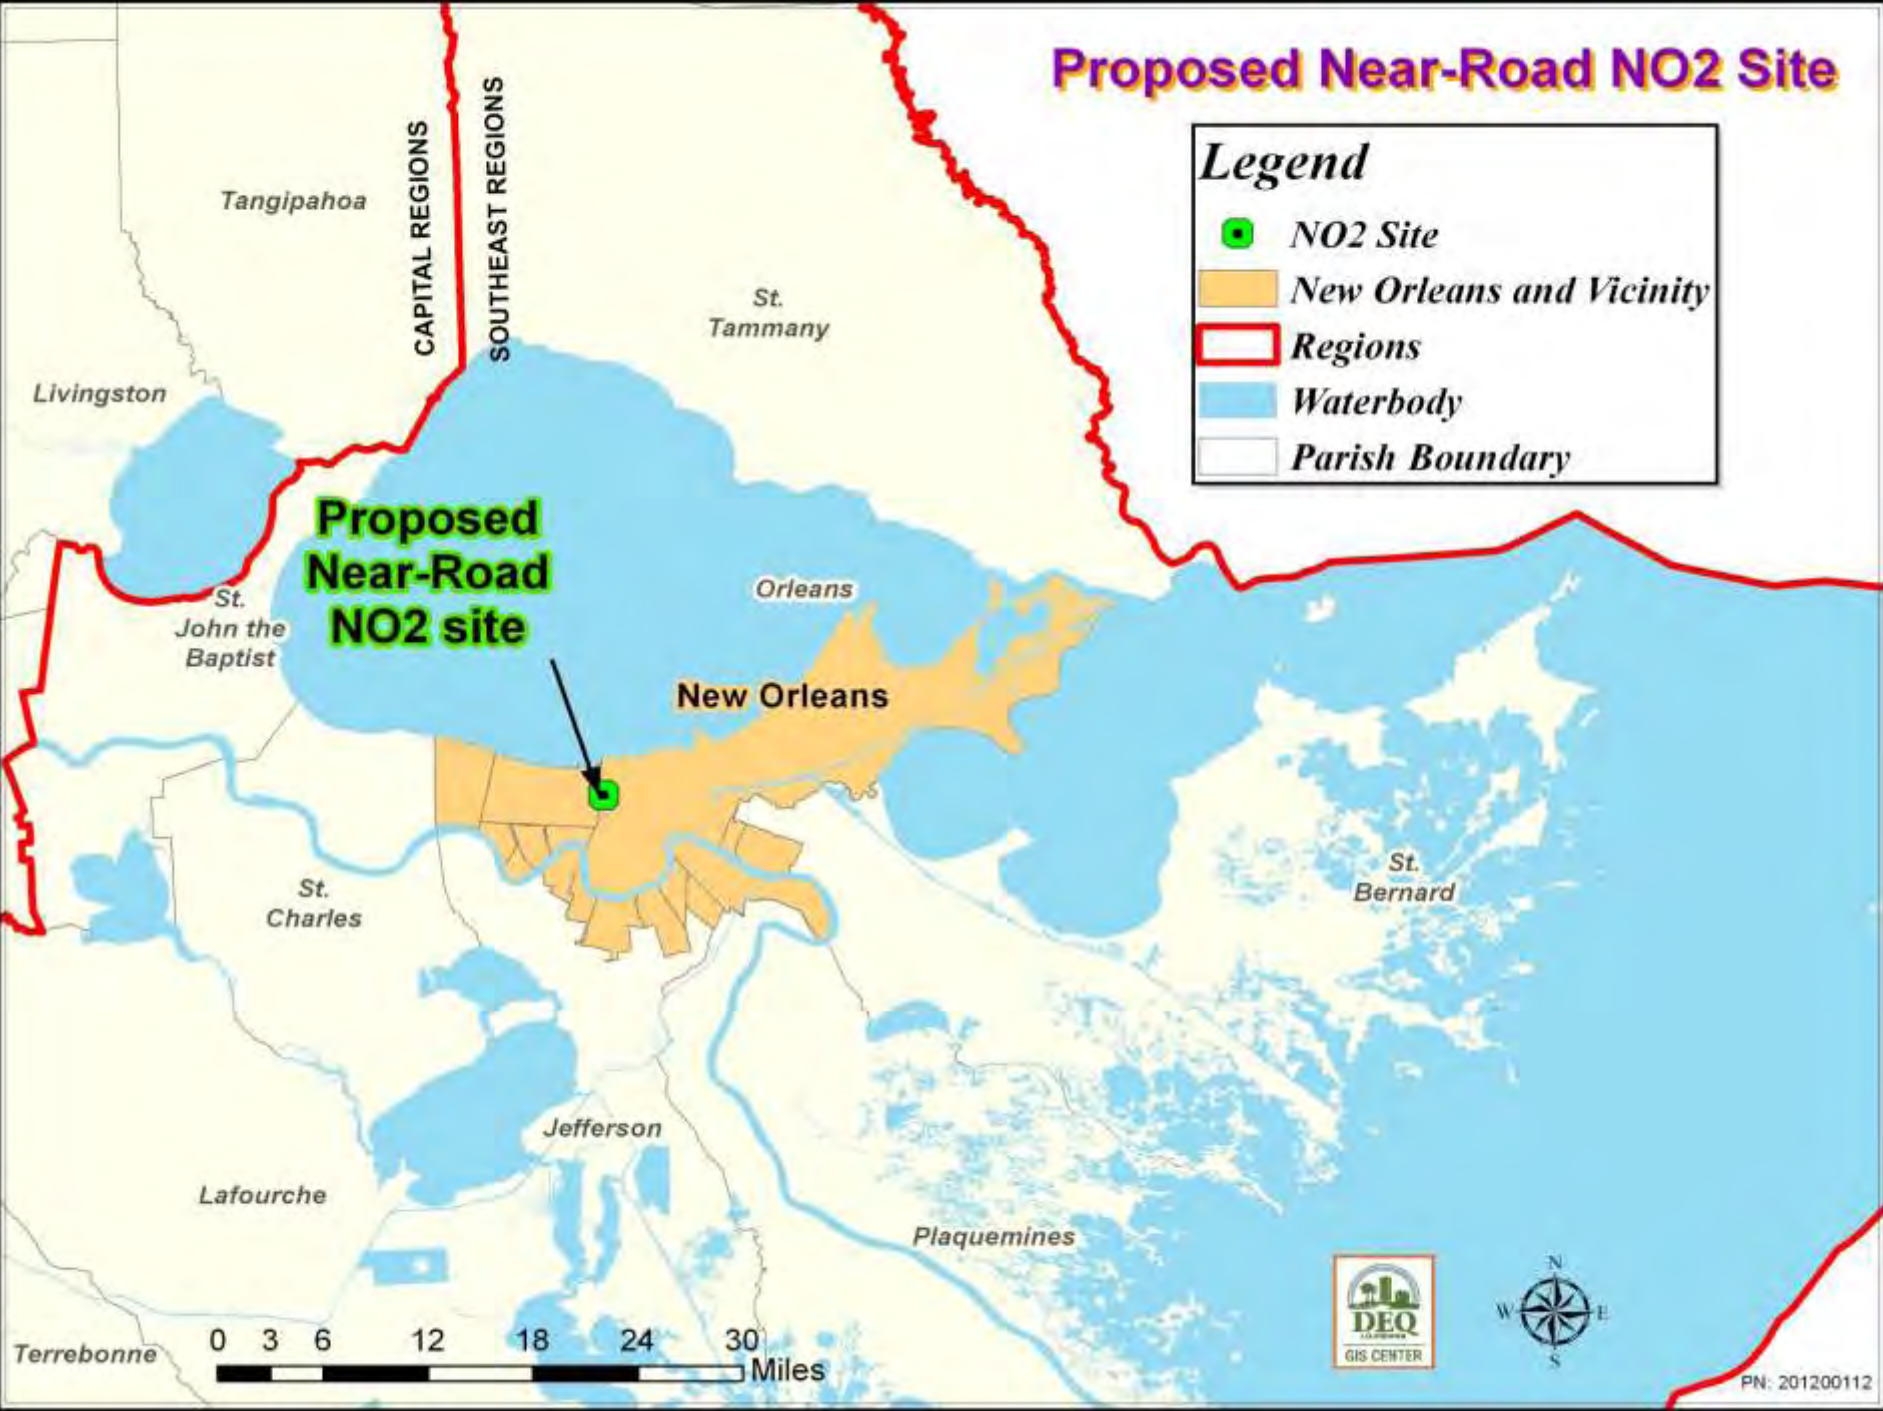 Proposed Near-Road NO2 Site
Legend
NO2 Site
New Orleans and Vicinity
Regions
Waterbody
Parish Boundary
CAPITAL REGIONS
SOUTHEAST REGIONS
Tangipahoa
St.
Tammany
Livingston
Proposed
Near-Road
NO2 site
St.
John the
Baptist
Orleans
New Orleans
St.
Charles
St.
Bernard
Jefferson
Lafourche
Plaquemines
Terrebonne
0 3 6 12 18 24 30
Miles
DEQ
LOUISIANA
GIS CENTER
N
W
E
S
PN: 201200112